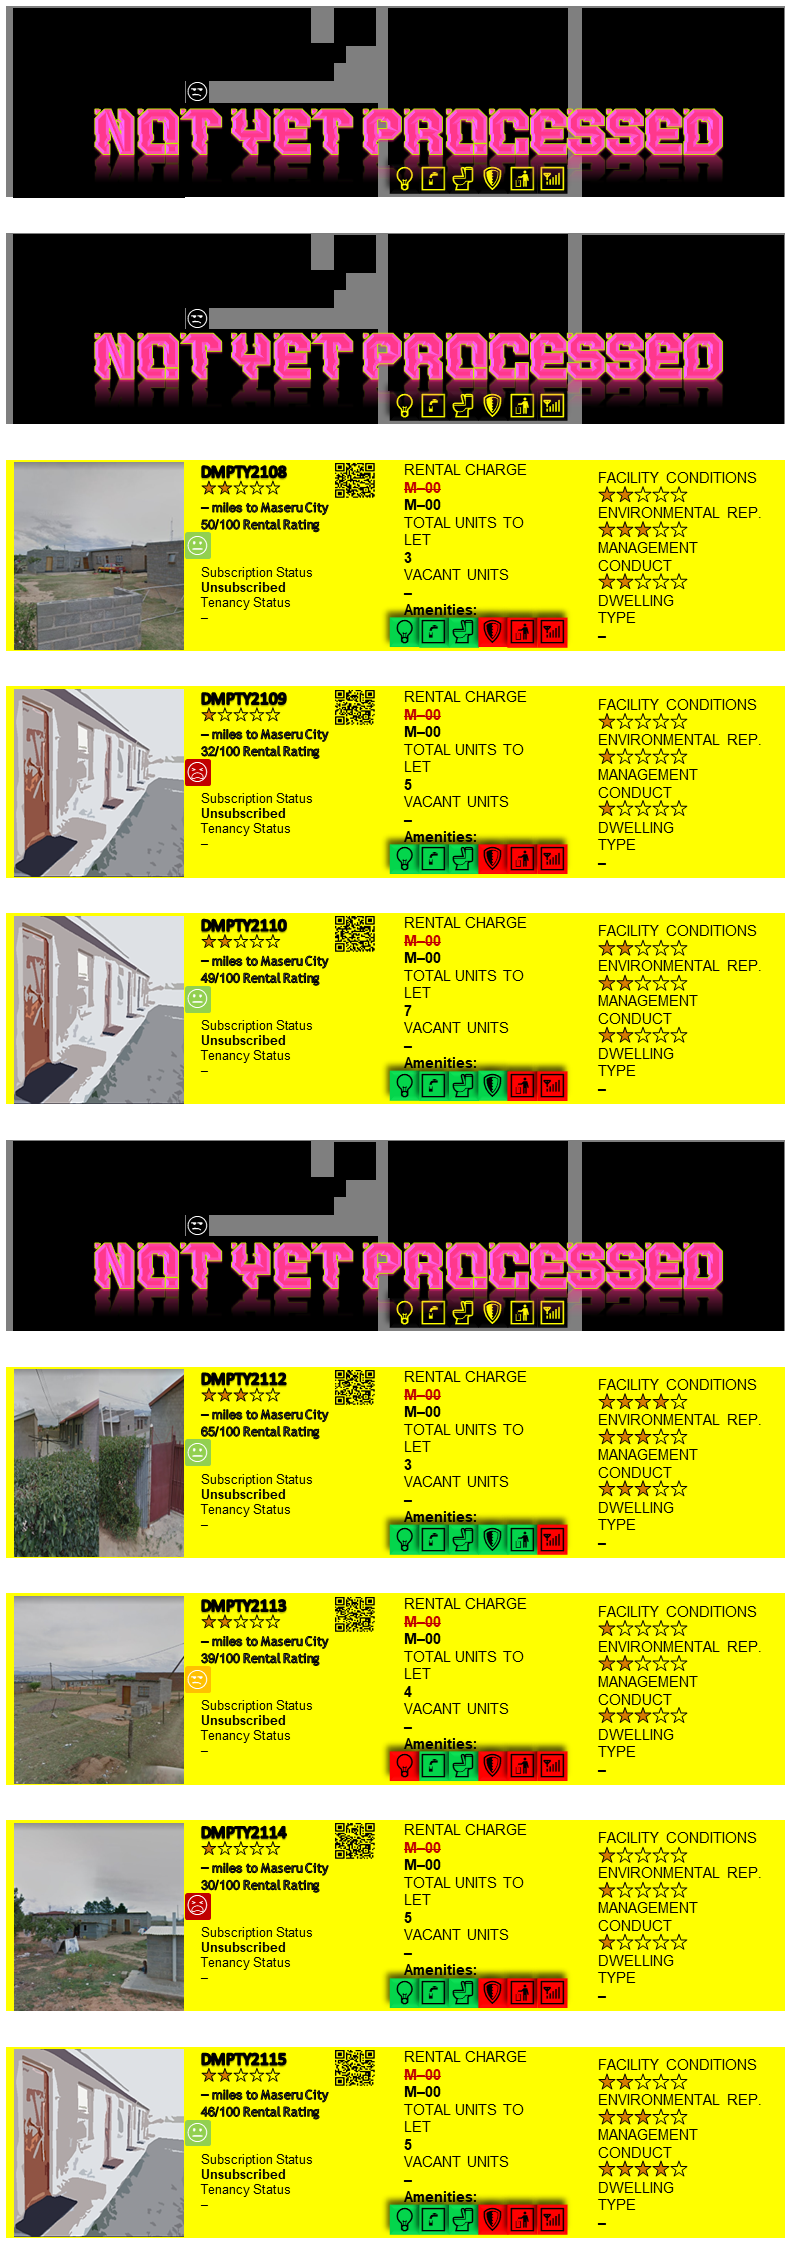 NOT YET PROCESSED
NOT YET PROCESSED
DMPTY2108
– miles to Maseru City
50/100 Rental Rating
Subscription Status
Unsubscribed
Tenancy Status
–
RENTAL CHARGE
M–00
M–00
TOTAL UNITS TO
LET
3
VACANT UNITS
–
Amenities:
FACILITY CONDITIONS
ENVIRONMENTAL REP.
MANAGEMENT
CONDUCT
DWELLING
TYPE
–
DMPTY2109
– miles to Maseru City
32/100 Rental Rating
Subscription Status
Unsubscribed
Tenancy Status
–
RENTAL CHARGE
M–00
M–00
TOTAL UNITS TO
LET
5
VACANT UNITS
–
Amenities:
FACILITY CONDITIONS
ENVIRONMENTAL REP.
MANAGEMENT
CONDUCT
DWELLING
TYPE
–
DMPTY2110
– miles to Maseru City
49/100 Rental Rating
Subscription Status
Unsubscribed
Tenancy Status
–
RENTAL CHARGE
M–00
M–00
TOTAL UNITS TO
LET
7
VACANT UNITS
–
Amenities:
FACILITY CONDITIONS
ENVIRONMENTAL REP.
MANAGEMENT
CONDUCT
DWELLING
TYPE
–
NOT YET PROCESSED
DMPTY2112
– miles to Maseru City
65/100 Rental Rating
Subscription Status
Unsubscribed
Tenancy Status
–
RENTAL CHARGE
M–00
M–00
TOTAL UNITS TO
LET
3
VACANT UNITS
–
Amenities:
FACILITY CONDITIONS
ENVIRONMENTAL REP.
MANAGEMENT
CONDUCT
DWELLING
TYPE
–
DMPTY2113
– miles to Maseru City
39/100 Rental Rating
Subscription Status
Unsubscribed
Tenancy Status
–
RENTAL CHARGE
M–00
M–00
TOTAL UNITS TO
LET
4
VACANT UNITS
–
Amenities:
FACILITY CONDITIONS
ENVIRONMENTAL REP.
MANAGEMENT
CONDUCT
DWELLING
TYPE
–
DMPTY2114
– miles to Maseru City
30/100 Rental Rating
Subscription Status
Unsubscribed
Tenancy Status
–
RENTAL CHARGE
M–00
M–00
TOTAL UNITS TO
LET
5
VACANT UNITS
–
Amenities:
FACILITY CONDITIONS
ENVIRONMENTAL REP.
MANAGEMENT
CONDUCT
DWELLING
TYPE
–
DMPTY2115
– miles to Maseru City
46/100 Rental Rating
Subscription Status
Unsubscribed
Tenancy Status
–
RENTAL CHARGE
M–00
M–00
TOTAL UNITS TO
LET
5
VACANT UNITS
–
Amenities:
FACILITY CONDITIONS
ENVIRONMENTAL REP.
MANAGEMENT
CONDUCT
DWELLING
TYPE
–